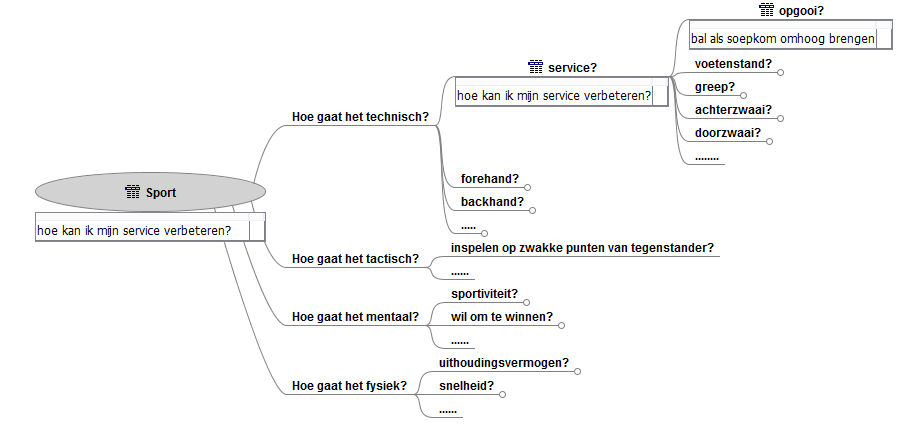 Sport
hoe kan ik mijn service verbeteren?
Hoe gaat het technisch?
service?
hoe kan ik mijn service verbeteren?
opgooi?
bal als soepkom omhoog brengen
voetenstand?
greep?
achterzwaai?
doorzwaai?
........
forehand?
backhand?
.....
Hoe gaat het tactisch?
inspelen op zwakke punten van tegenstander?
......
Hoe gaat het mentaal?
sportiviteit?
wil om te winnen?
......
Hoe gaat het fysiek?
uithoudingsvermogen?
snelheid?
......